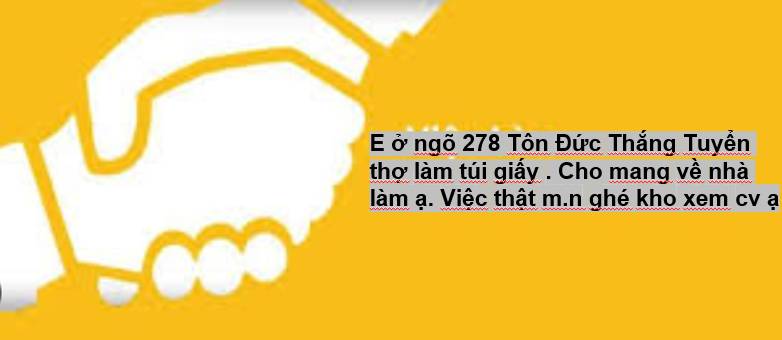 E ở ngõ 278 Tôn Đức Thắng Tuyển
thợ làm túi giấy . Cho mang về nhà
làm ạ. Việc thật m.n ghé kho xem cv ạ